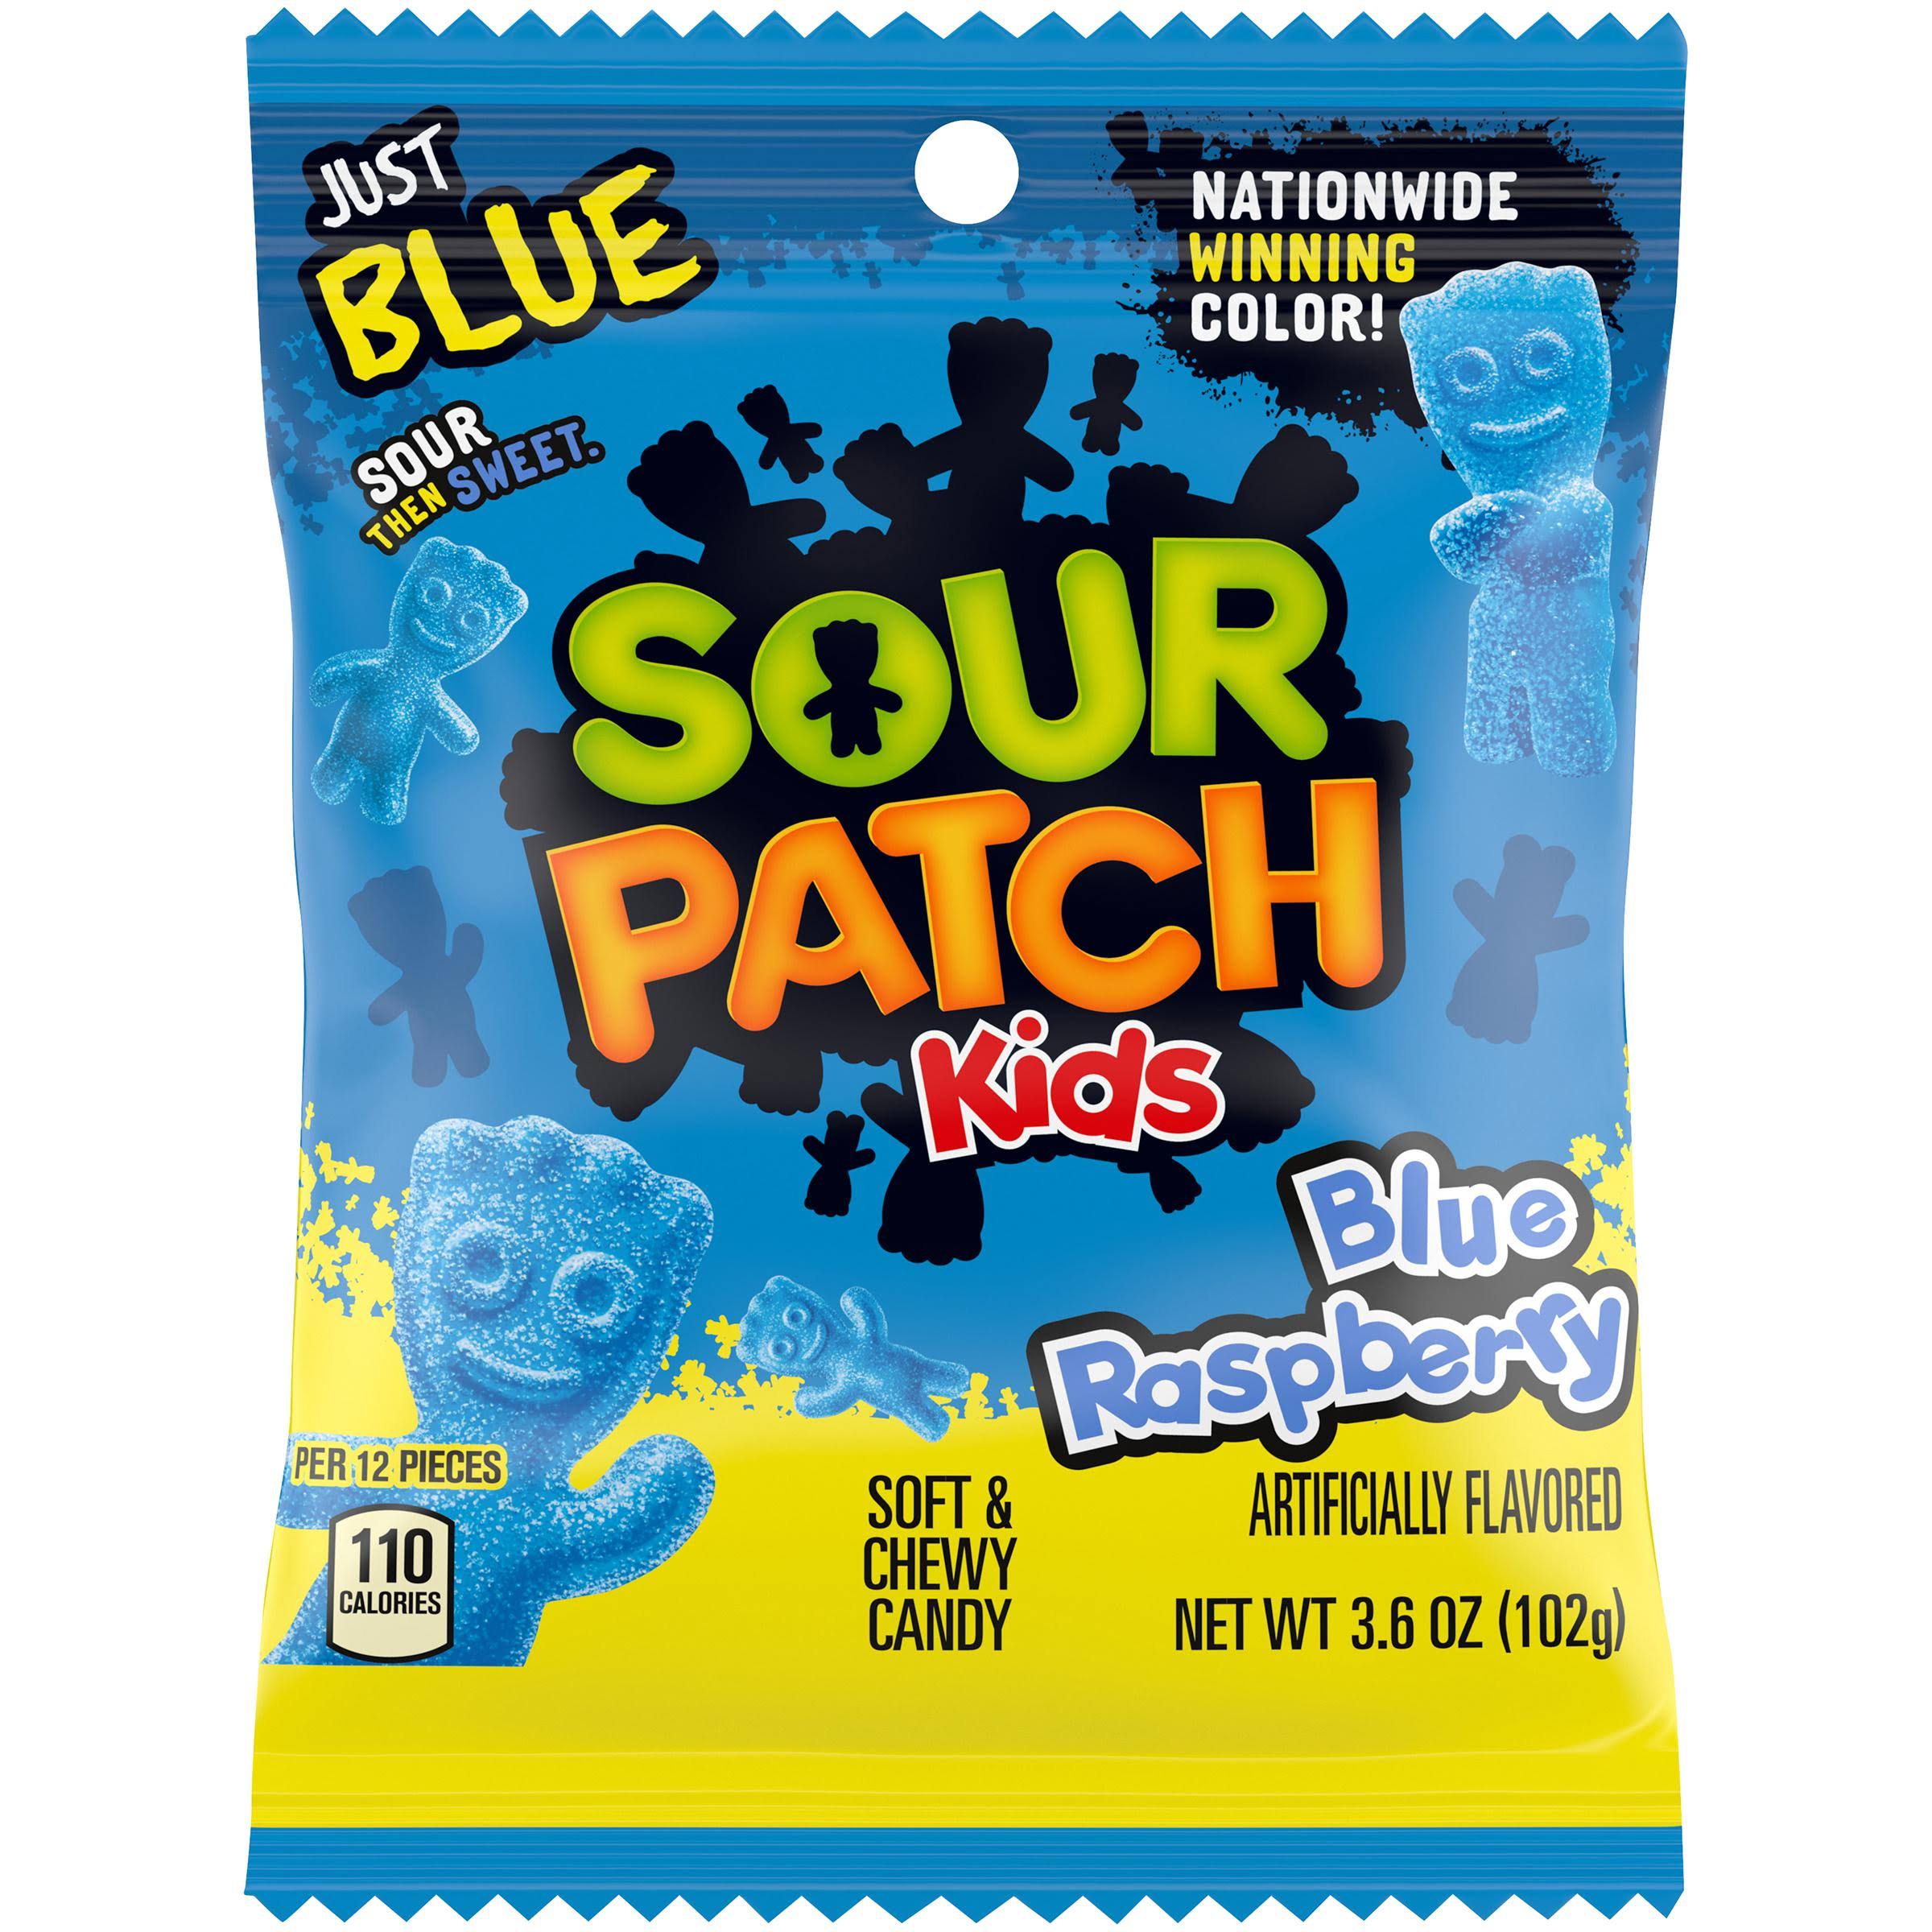 JUST
BLUE
NATIONWIDE
WINNING
COLOR!
SOUR
THEN SWEET.
SOUR
PATCH
Kids
Blue
Raspberry
PER 12 PIECES
110
CALORIES
SOFT &
CHEWY
CANDY
ARTIFICIALLY FLAVORED
NET WT 3.6 OZ (102g)